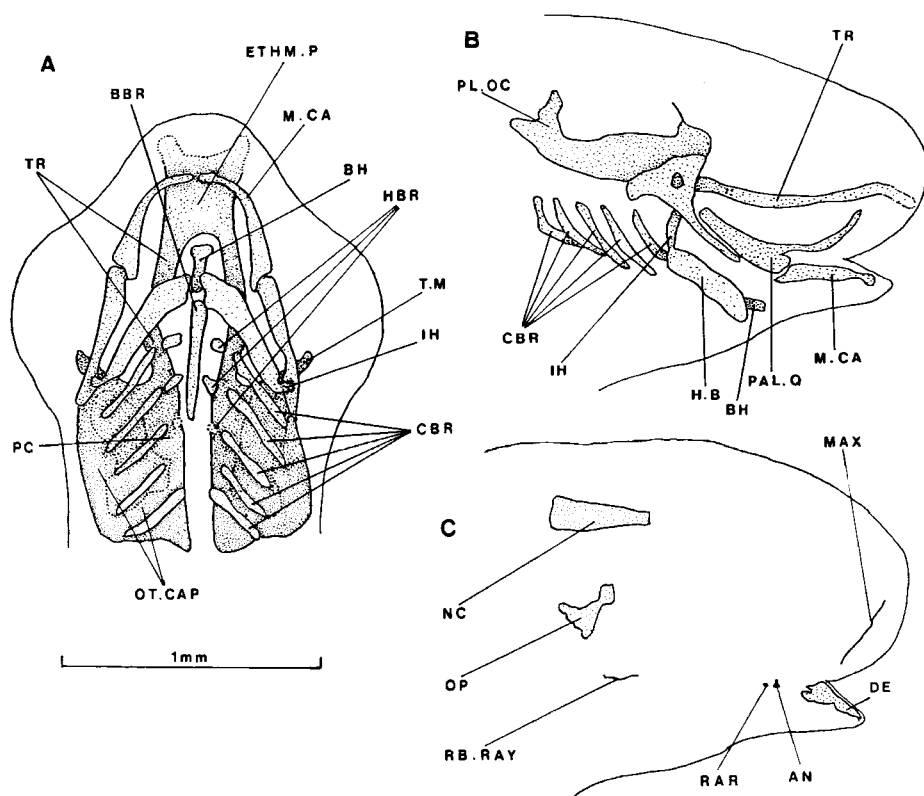 A
ETHM.P
BBR
M.CA
TR
BH
HBR
T.M
IH
PC
CBR
OT.CAP
1mm
B
TR
PL.OC
CBR
IH
H.B
BH
PAL.Q
M.CA
C
MAX
NC
OP
DE
RB.RAY
RAR
AN